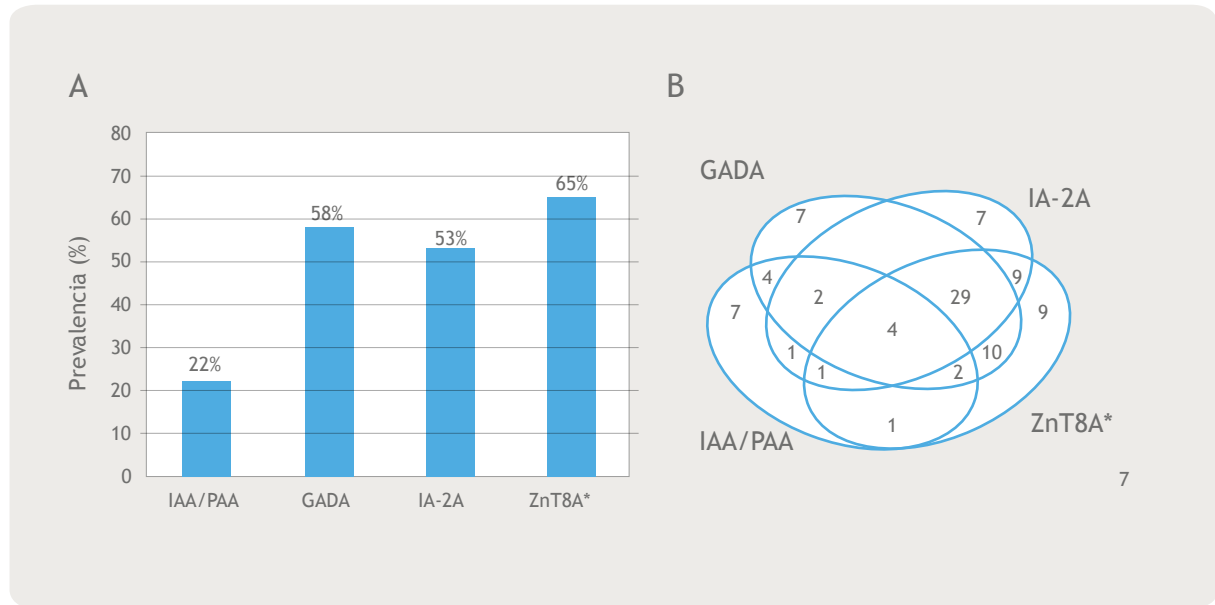 A
Prevalencia (%)
80
70
60
50
40
30
20
10
0
22%
58%
53%
65%
IAA/PAA
GADA
IA-2A
ZnT8A*
B
GADA
IA-2A
7
7
4
2
29
9
7
4
9
1
1
2
10
1
IAA/PAA
ZnT8A*
7